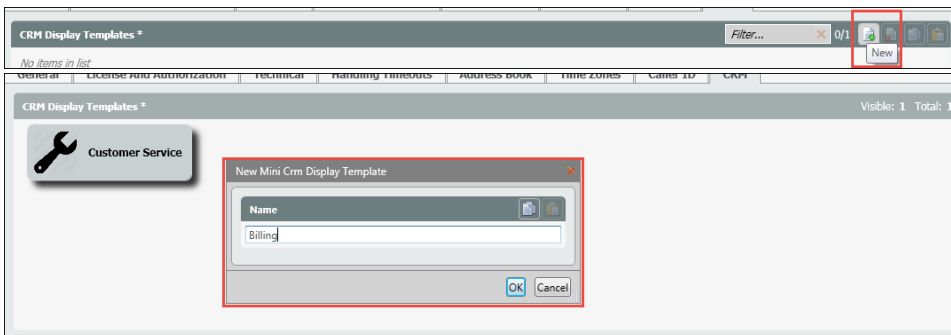 CRM Display Templates *
Filter... 0/1
New
No items in list
General License And Authorization Technical Handling Timeouts Address Book Time Zones Caller ID CRM
CRM Display Templates * Visible: 1 Total: 1
Customer Service
New Mini Crm Display Template
Name
Billing
OK Cancel